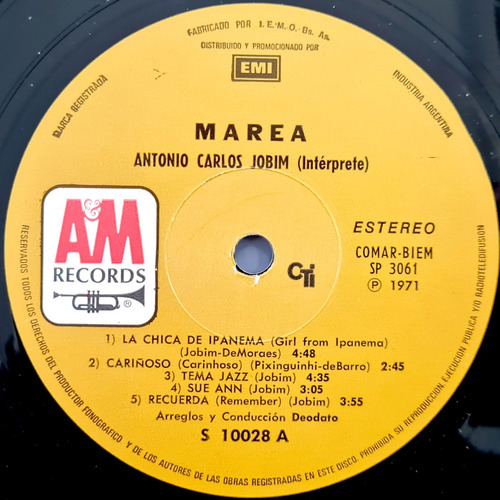 FABRICADO POR I.E.M.O.-Bs. As.
DISTRIBUIDO Y PROMOCIONADO POR
EMI
MARCA REGISTRADA
INDUSTRIA ARGENTINA
MAREA
ANTONIO CARLOS JOBIM (Intérprete)
A&M
RECORDS
®
CTi
ESTEREO
COMAR-BIEM
SP 3061
℗ 1971
1) LA CHICA DE IPANEMA (Girl from Ipanema)
(Jobim-DeMoraes) 4:48
2) CARIÑOSO (Carinhoso) (Pixinguinhi-deBarro) 2:45
3) TEMA JAZZ (Jobim) 4:35
4) SUE ANN (Jobim) 3:05
5) RECUERDA (Remember) (Jobim) 3:55
Arreglos y Conducción Deodato
S 10028 A
RESERVADOS TODOS LOS DERECHOS DEL PRODUCTOR FONOGRAFICO Y DE LOS AUTORES DE LAS OBRAS REGISTRADAS EN ESTE DISCO, PROHIBIDA SU REPRODUCCION EJECUCION PUBLICA Y/O RADIOTELEDIFUSION